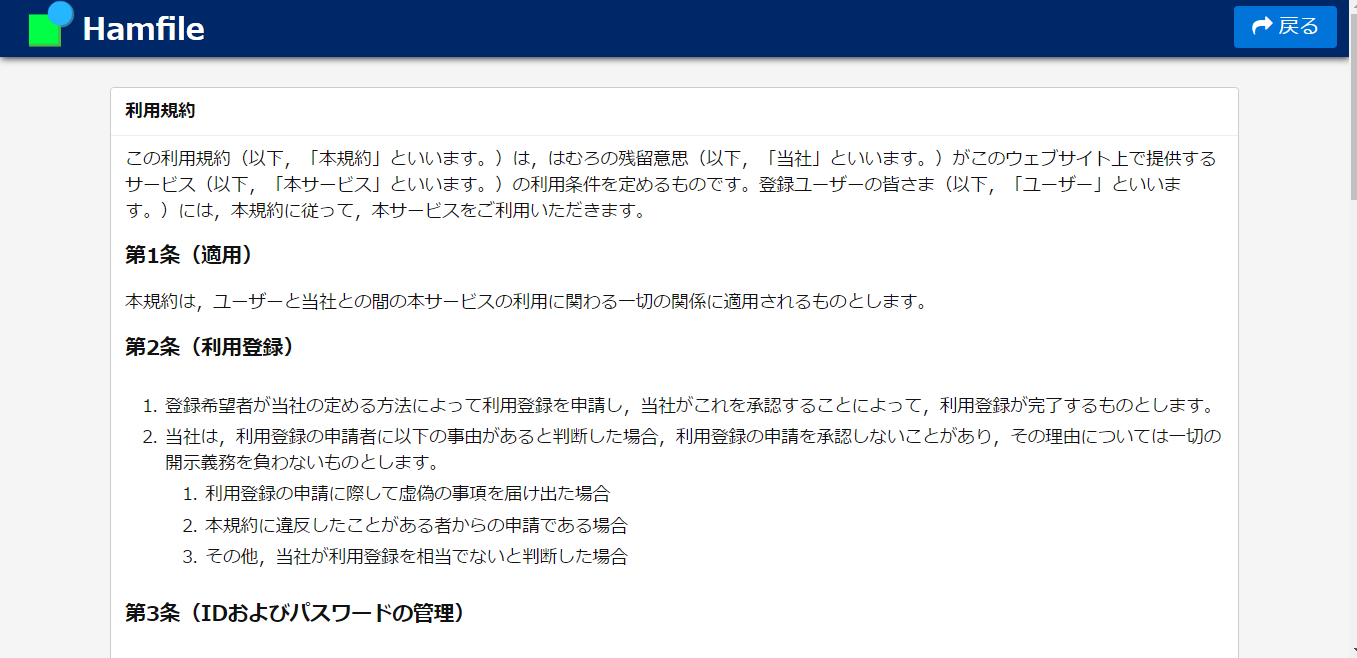 Hamfile
戻る
利用規約
この利用規約（以下，「本規約」といいます。）は，はむろの残留意思（以下，「当社」といいます。）がこのウェブサイト上で提供する
サービス（以下，「本サービス」といいます。）の利用条件を定めるものです。登録ユーザーの皆さま（以下，「ユーザー」といいま
す。）には，本規約に従って，本サービスをご利用いただきます。
第1条（適用）
本規約は，ユーザーと当社との間の本サービスの利用に関わる一切の関係に適用されるものとします。
第2条（利用登録）
1. 登録希望者が当社の定める方法によって利用登録を申請し，当社がこれを承認することによって，利用登録が完了するものとします。
2. 当社は，利用登録の申請者に以下の事由があると判断した場合，利用登録の申請を承認しないことがあり，その理由については一切の
開示義務を負わないものとします。
1. 利用登録の申請に際して虚偽の事項を届け出た場合
2. 本規約に違反したことがある者からの申請である場合
3. その他，当社が利用登録を相当でないと判断した場合
第3条（IDおよびパスワードの管理）